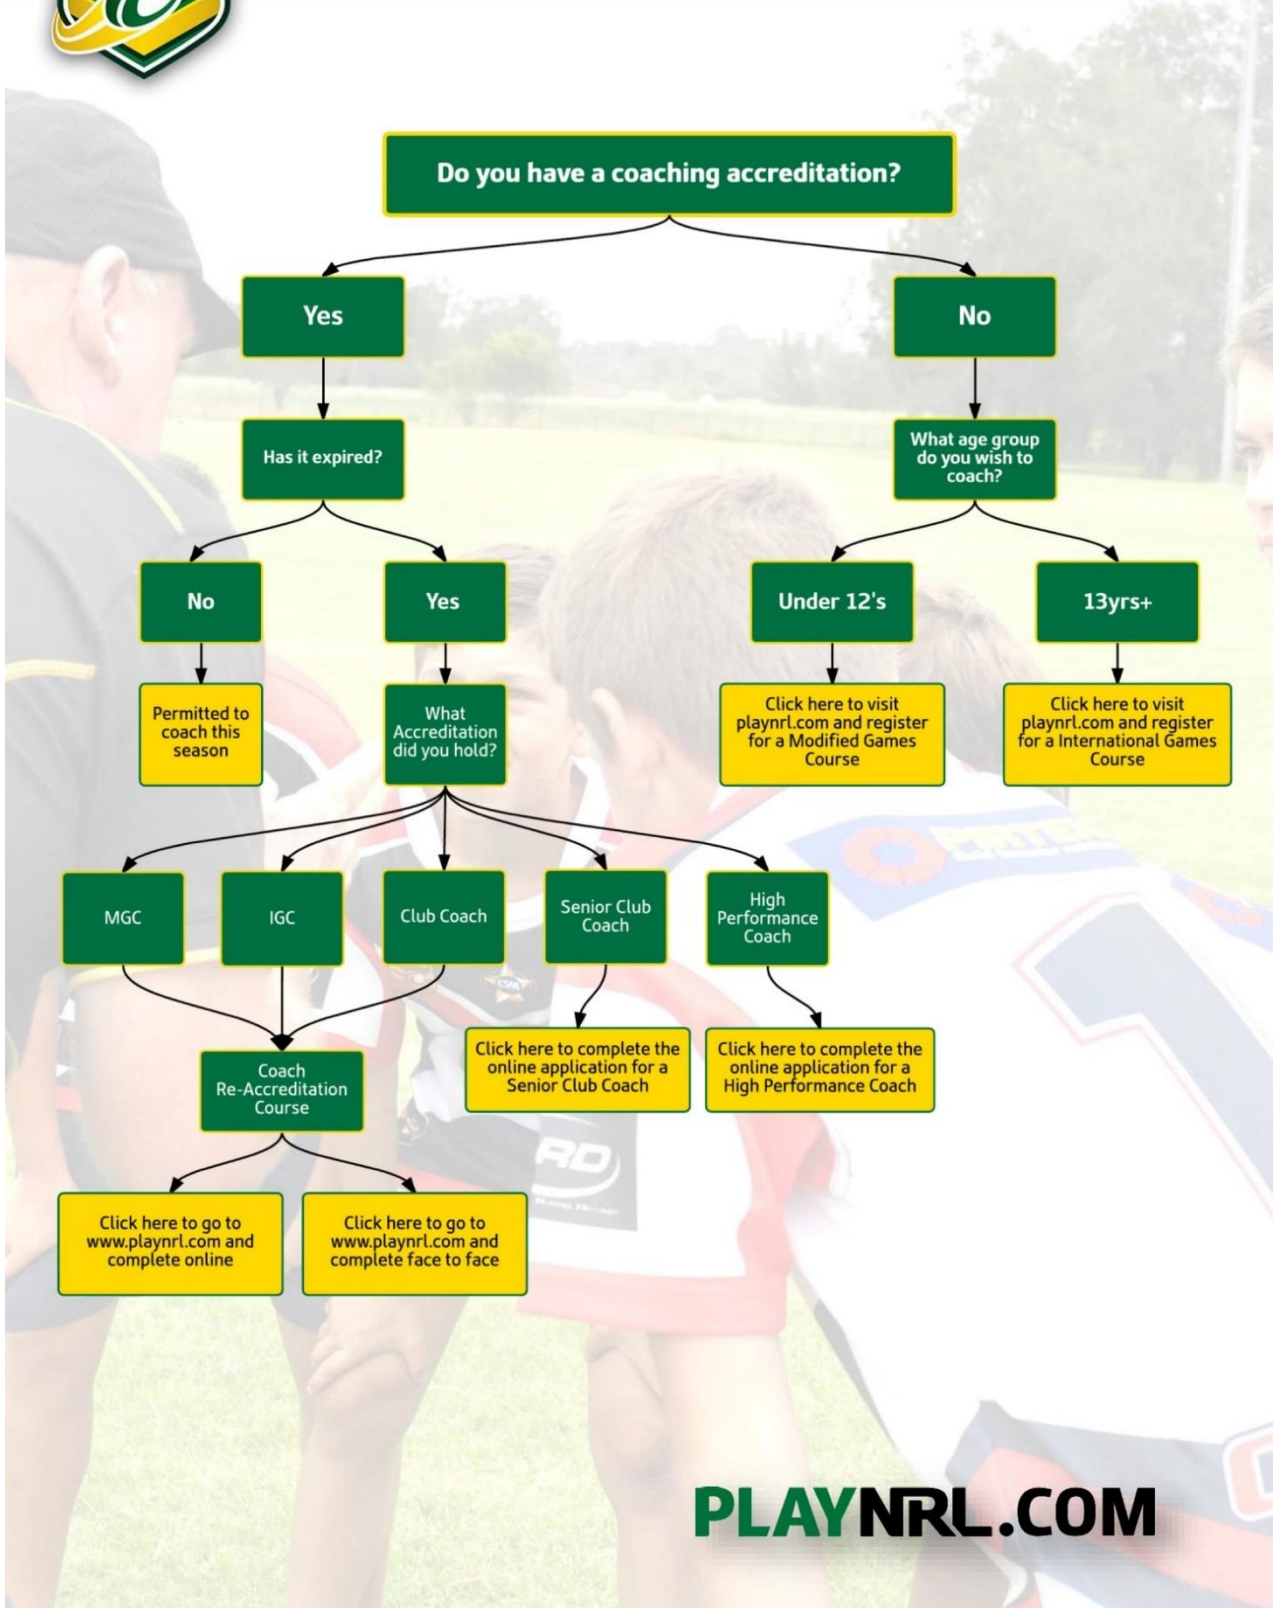 Do you have a coaching accreditation?
Yes
No
Has it expired?
What age group
do you wish to
coach?
No
Yes
Under 12's
13yrs+
Permitted to
coach this
season
What
Accreditation
did you hold?
Click here to visit
playnrl.com and register
for a Modified Games
Course
Click here to visit
playnrl.com and register
for a International Games
Course
MGC
IGC
Club Coach
Senior Club
Coach
High
Performance
Coach
Coach
Re-Accreditation
Course
Click here to complete the
online application for a
Senior Club Coach
Click here to complete the
online application for a
High Performance Coach
Click here to go to
www.playnrl.com and
complete online
Click here to go to
www.playnrl.com and
complete face to face
CSM
RD
1
PLAYNRL.COM